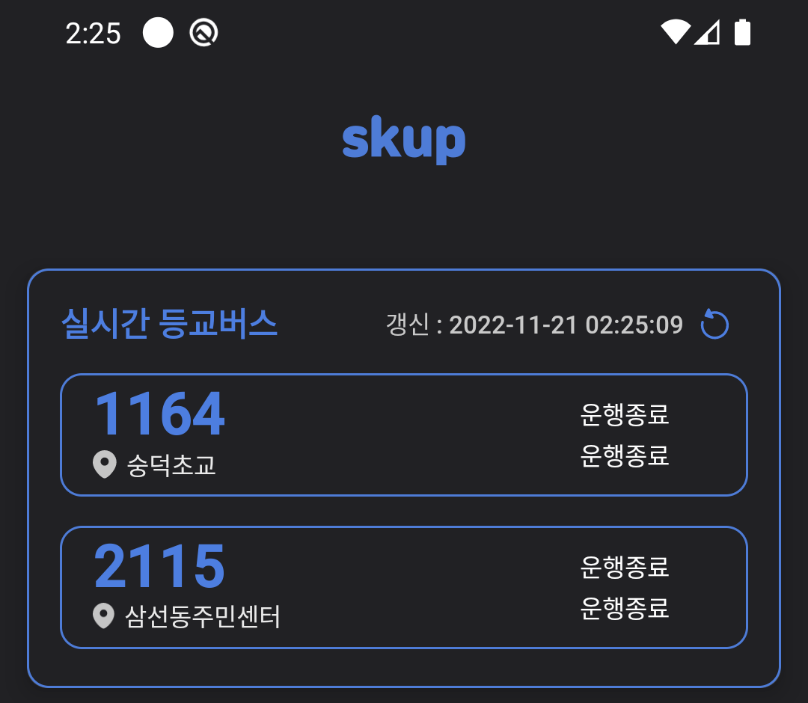 2:25
skup
실시간 등교버스 갱신 : 2022-11-21 02:25:09
1164 운행종료
숭덕초교 운행종료
2115 운행종료
삼선동주민센터 운행종료